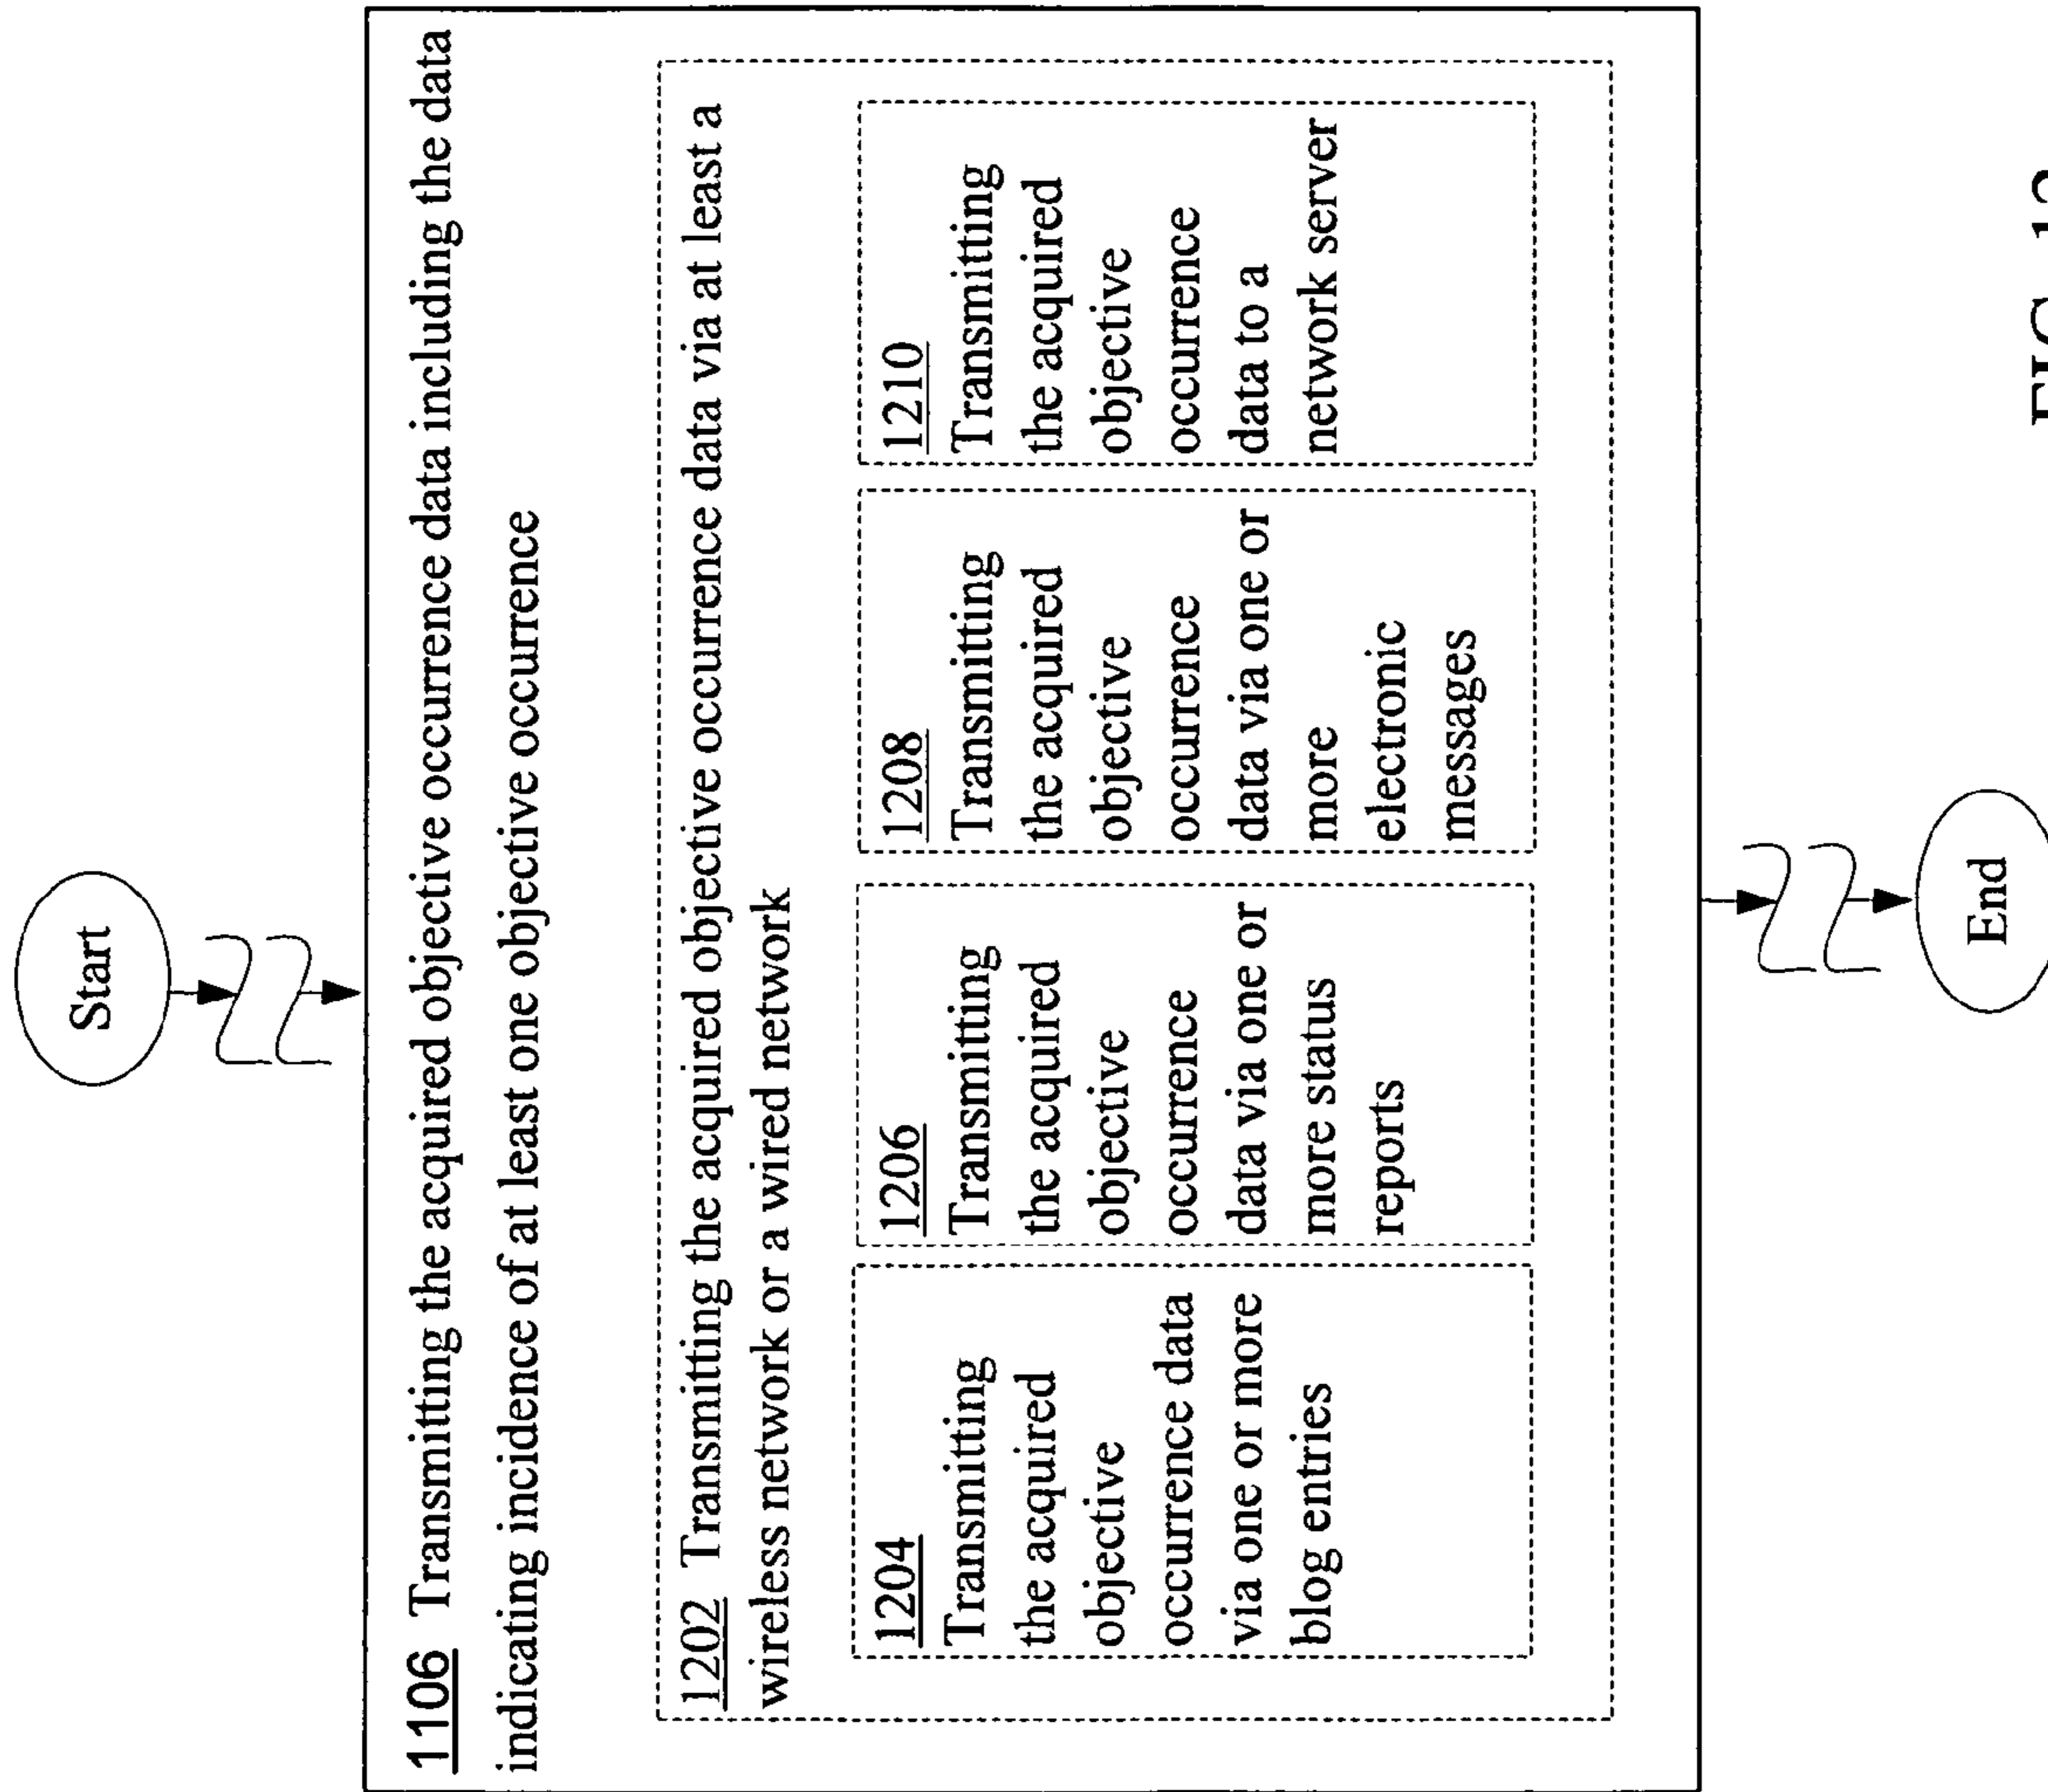 Start
1106 Transmitting the acquired objective occurrence data including the data
indicating incidence of at least one objective occurrence
1202 Transmitting the acquired objective occurrence data via at least a
wireless network or a wired network
1204
Transmitting
the acquired
objective
occurrence data
via one or more
blog entries
1206
Transmitting
the acquired
objective
occurrence
data via one or
more status
reports
1208
Transmitting
the acquired
objective
occurrence
data via one or
more
electronic
messages
1210
Transmitting
the acquired
objective
occurrence
data to a
network server
End